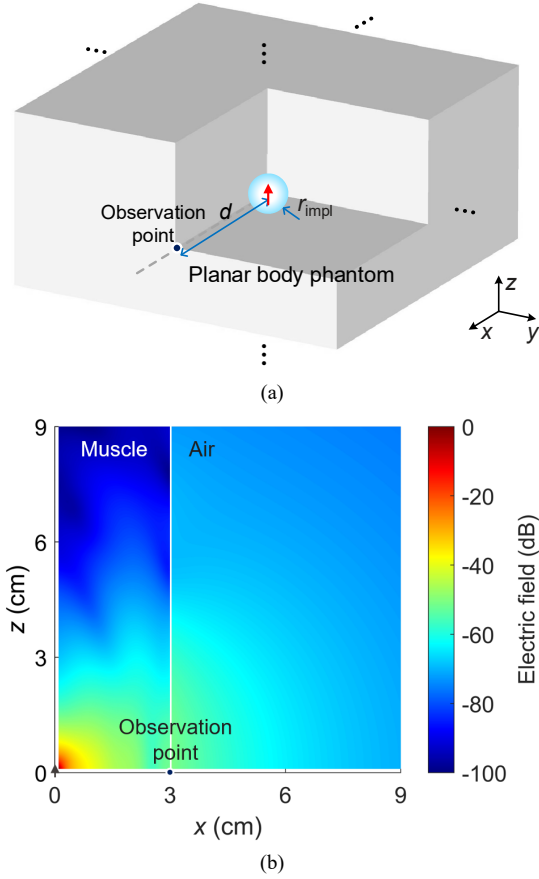 ...
...
...
Observation
point
d
r_impl
...
Planar body phantom
z
x
y
...
(a)
9
Muscle
Air
0
-20
6
-40
z (cm)
Electric field (dB)
3
-60
-80
Observation
point
0
-100
0
3
6
9
x (cm)
(b)